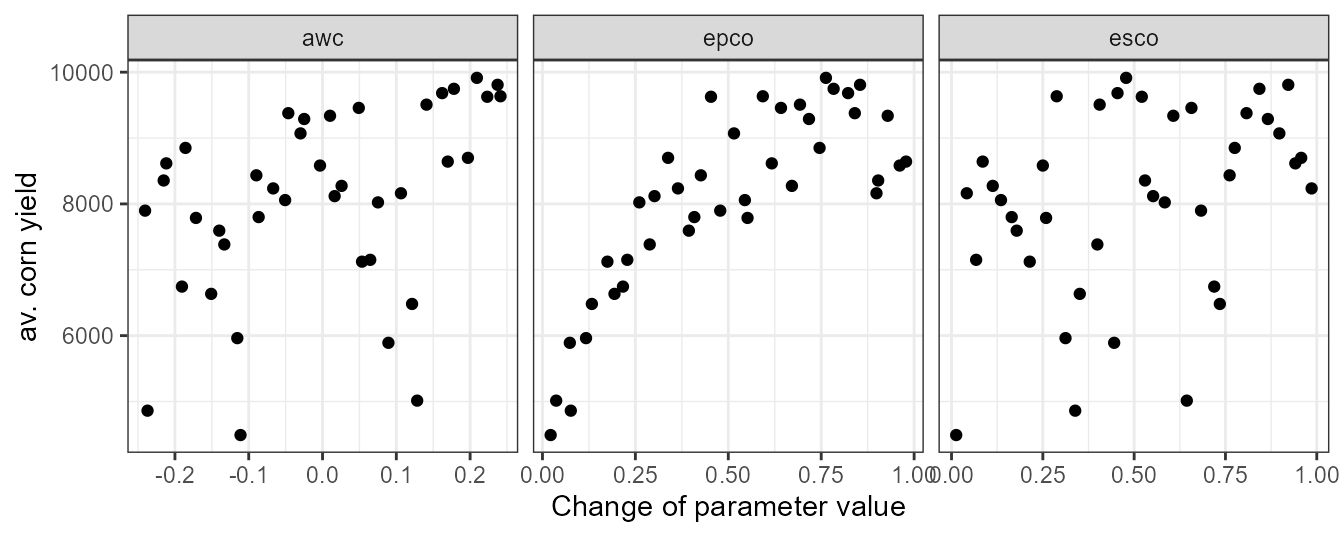 awc epco esco
10000
8000
6000
av. corn yield
-0.2 -0.1 0.0 0.1 0.2 0.00 0.25 0.50 0.75 1.00 0.00 0.25 0.50 0.75 1.00
Change of parameter value